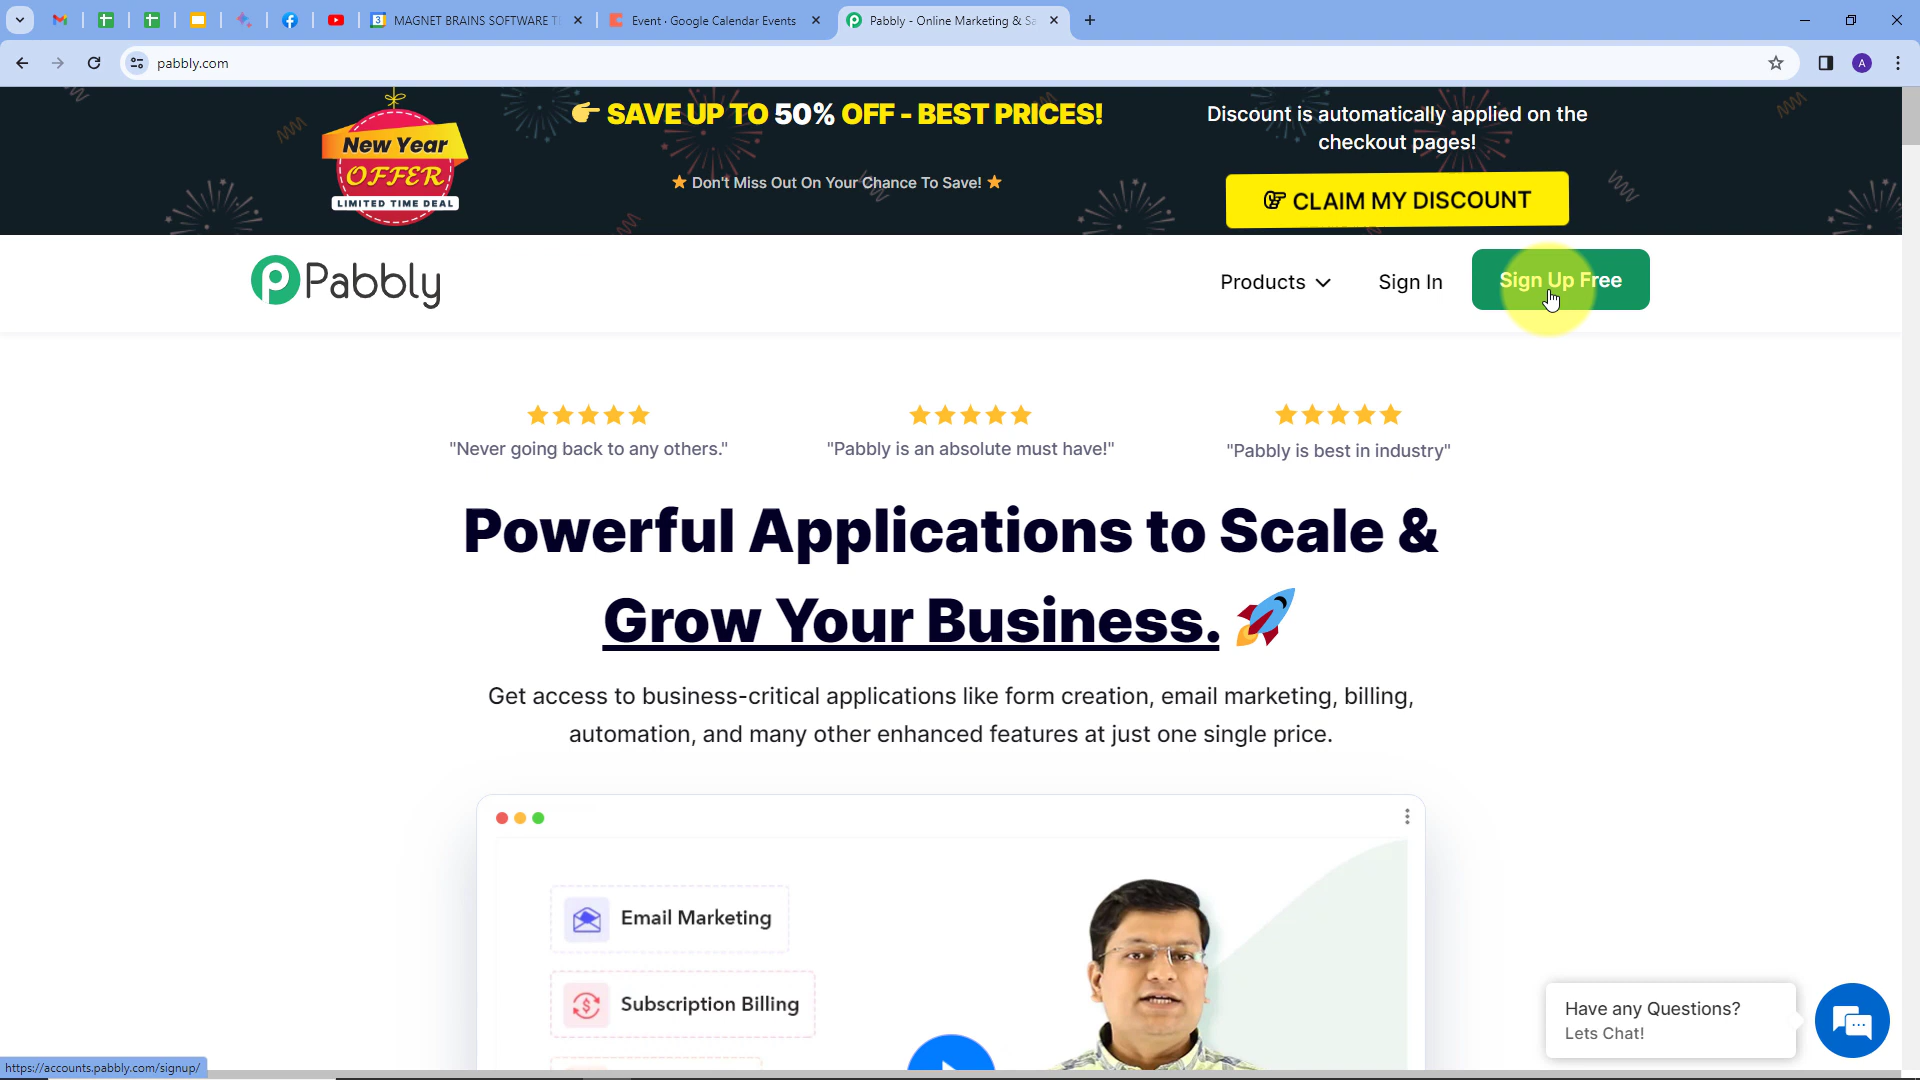 MAGNET BRAINS SOFTWARE T
Event · Google Calendar Events
Pabbly - Online Marketing & Sa
pabbly.com
A
New Year
OFFER
LIMITED TIME DEAL
SAVE UP TO 50% OFF - BEST PRICES!
Don't Miss Out On Your Chance To Save!
Discount is automatically applied on the
checkout pages!
CLAIM MY DISCOUNT
Pabbly
Products
Sign In
Sign Up Free
"Never going back to any others."
"Pabbly is an absolute must have!"
"Pabbly is best in industry"
Powerful Applications to Scale &
Grow Your Business.
Get access to business-critical applications like form creation, email marketing, billing,
automation, and many other enhanced features at just one single price.
Email Marketing
Subscription Billing
Have any Questions?
Lets Chat!
https://accounts.pabbly.com/signup/